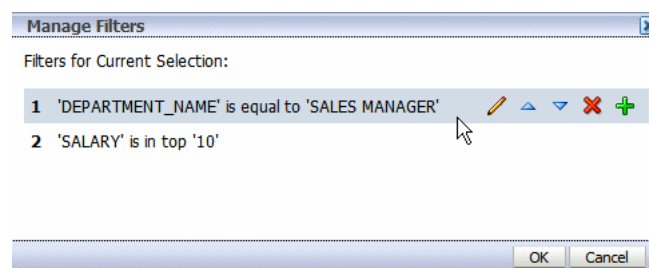 Manage Filters
Filters for Current Selection:
1 'DEPARTMENT_NAME' is equal to 'SALES MANAGER'
2 'SALARY' is in top '10'
OK Cancel